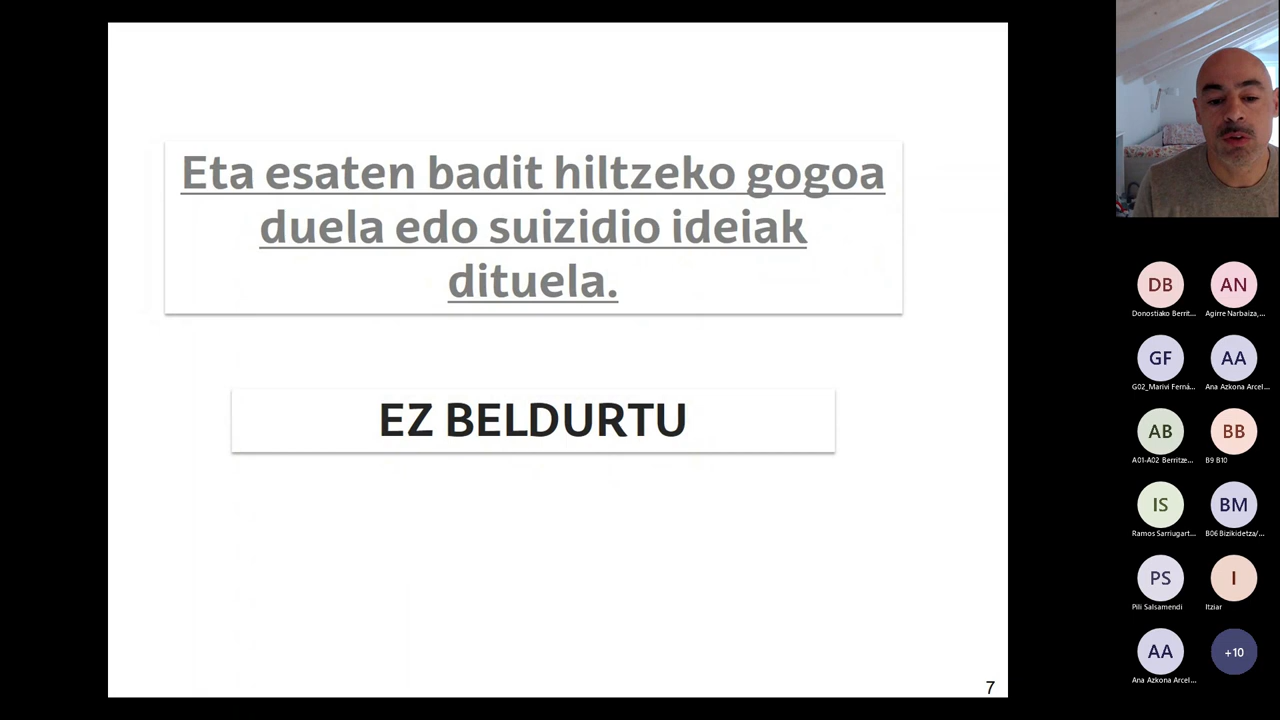 Eta esaten badit hiltzeko gogoa
duela edo suizidio ideiak
dituela.
EZ BELDURTU
7
DB
Donostiako Berrit...
AN
Agirre Narbaiza,...
GF
G02_Marivi Ferná...
AA
Ana Azkona Arcel...
AB
A01-A02 Berritze...
BB
B9 B10
IS
Ramos Sarriugart...
BM
B06 Bizikidetza/...
PS
Pili Salsamendi
I
Itziar
AA
Ana Azkona Arcel...
+10